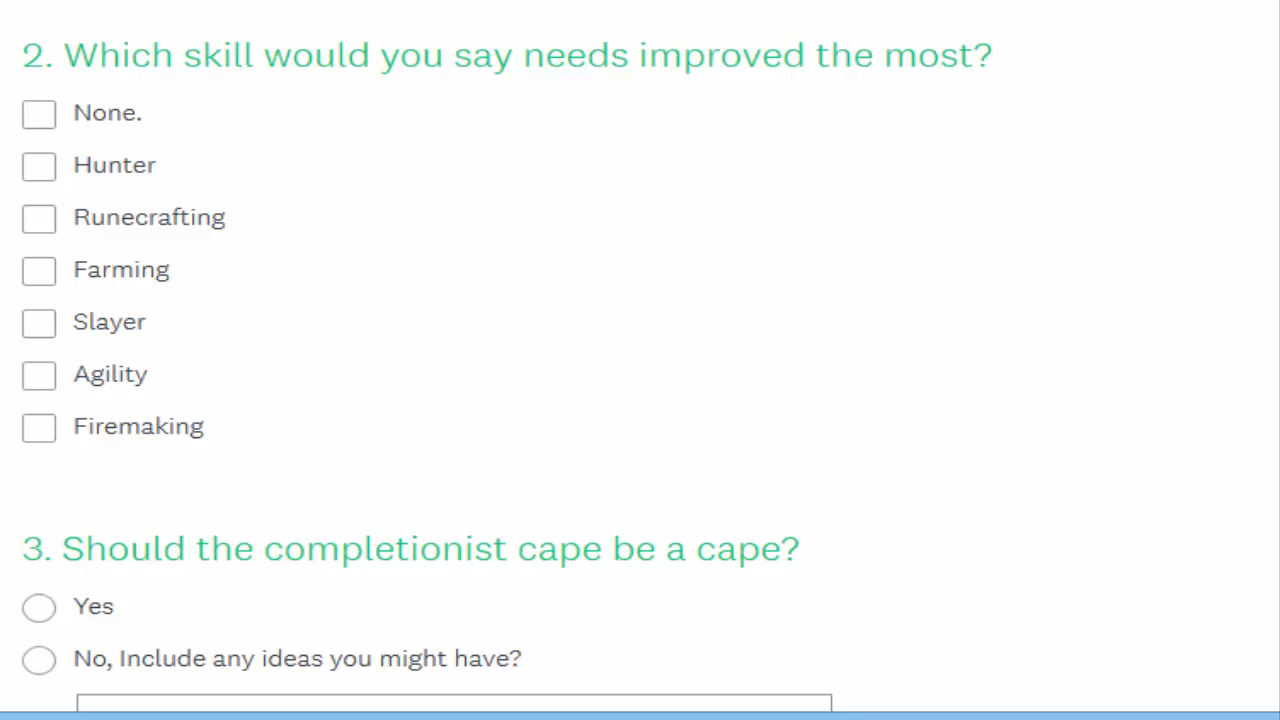 2. Which skill would you say needs improved the most?
None.
Hunter
Runecrafting
Farming
Slayer
Agility
Firemaking
3. Should the completionist cape be a cape?
Yes
No, Include any ideas you might have?